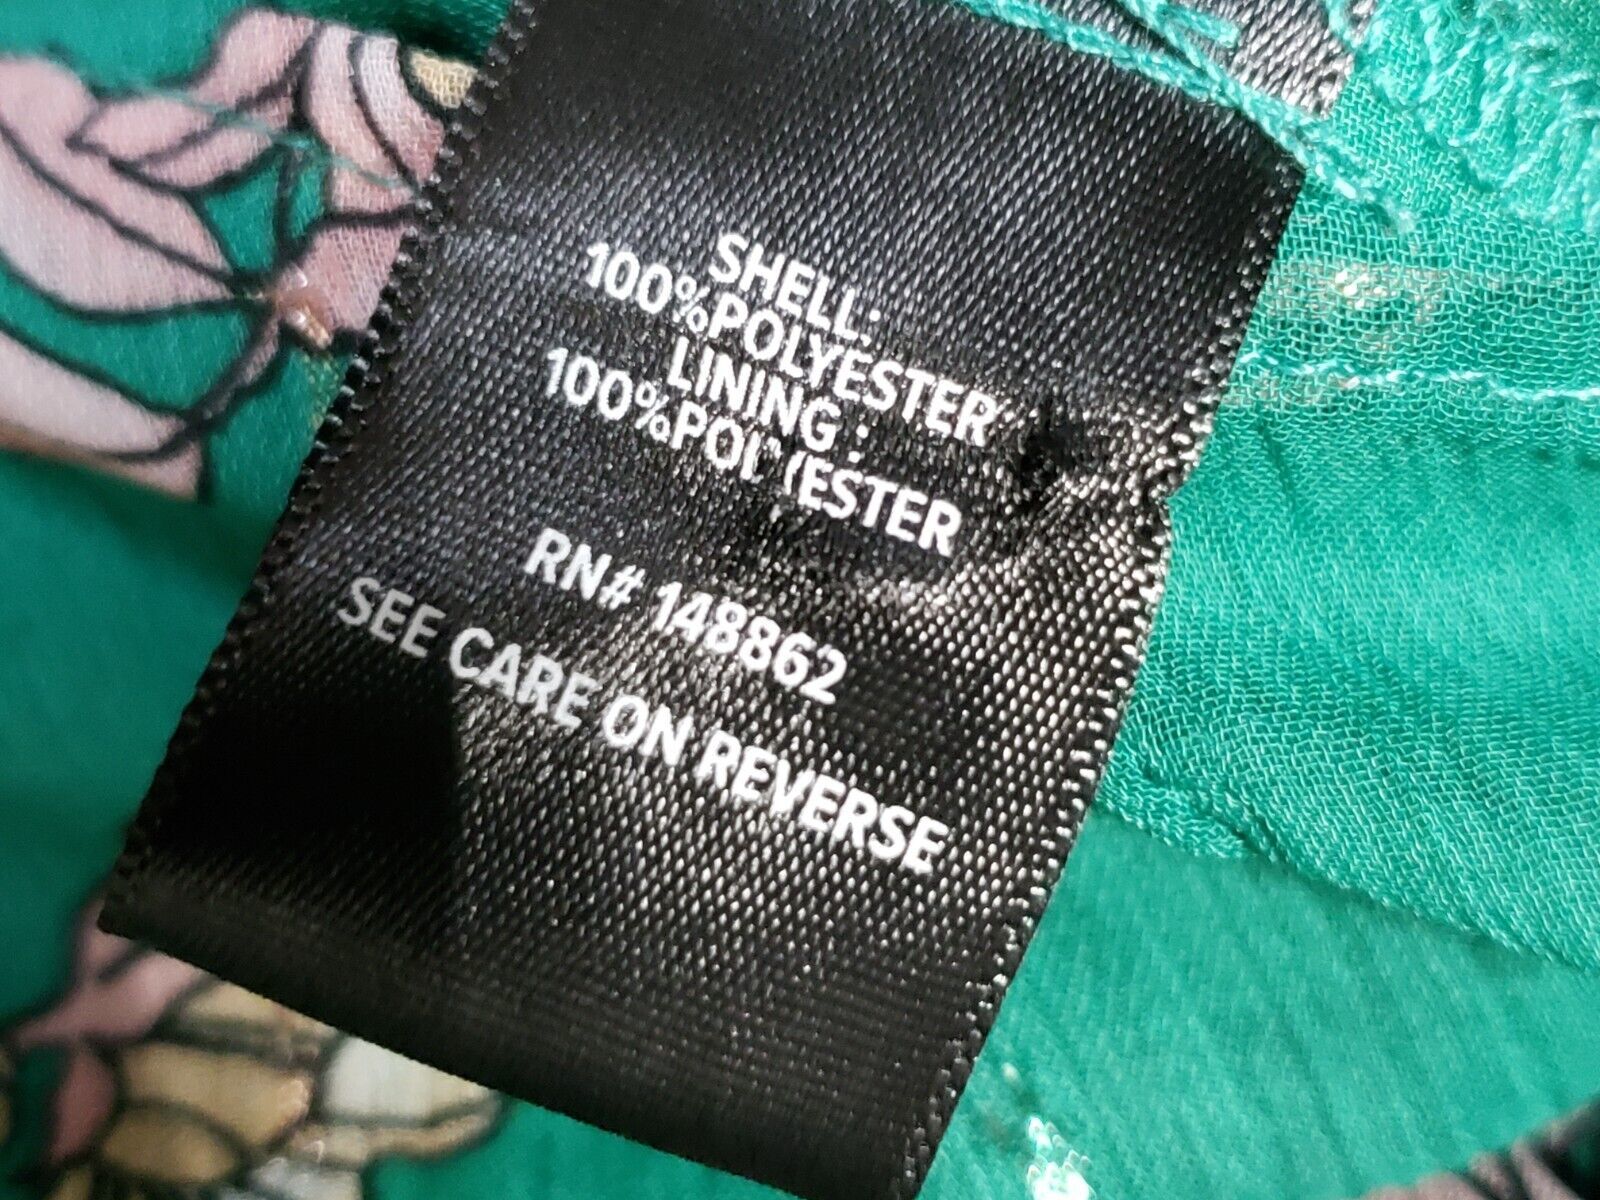 SHELL:
100%POLYESTER
LINING :
100%POLYESTER
RN# 148862
SEE CARE ON REVERSE